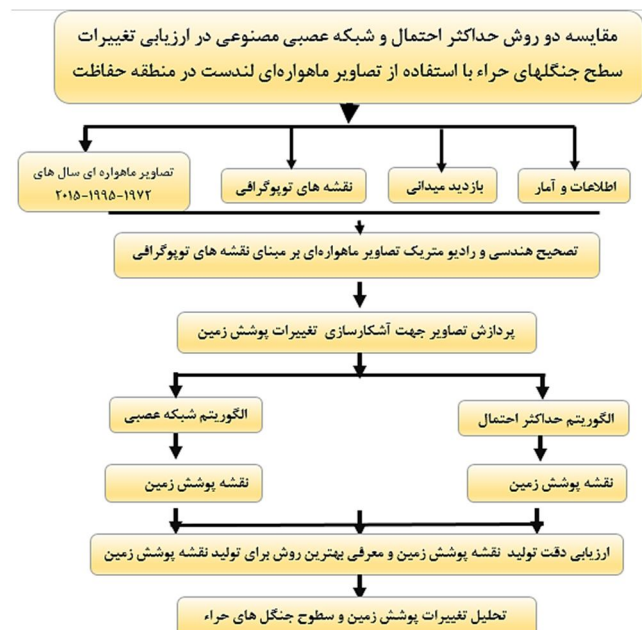 مقایسه دو روش حداکثر احتمال و شبکه عصبی مصنوعی در ارزیابی تغییرات
سطح جنگلهای حراء با استفاده از تصاویر ماهواره‌ای لندست در منطقه حفاظت
اطلاعات و آمار
بازدید میدانی
نقشه های توپوگرافی
تصاویر ماهواره ای سال های
۱۹۷۲-۱۹۹۵-۲۰۱۵
تصحیح هندسی و رادیو متریک تصاویر ماهواره‌ای بر مبنای نقشه های توپوگرافی
پردازش تصاویر جهت آشکارسازی تغییرات پوشش زمین
الگوریتم حداکثر احتمال
الگوریتم شبکه عصبی
نقشه پوشش زمین
نقشه پوشش زمین
ارزیابی دقت تولید نقشه پوشش زمین و معرفی بهترین روش برای تولید نقشه پوشش زمین
تحلیل تغییرات پوشش زمین و سطوح جنگل های حراء